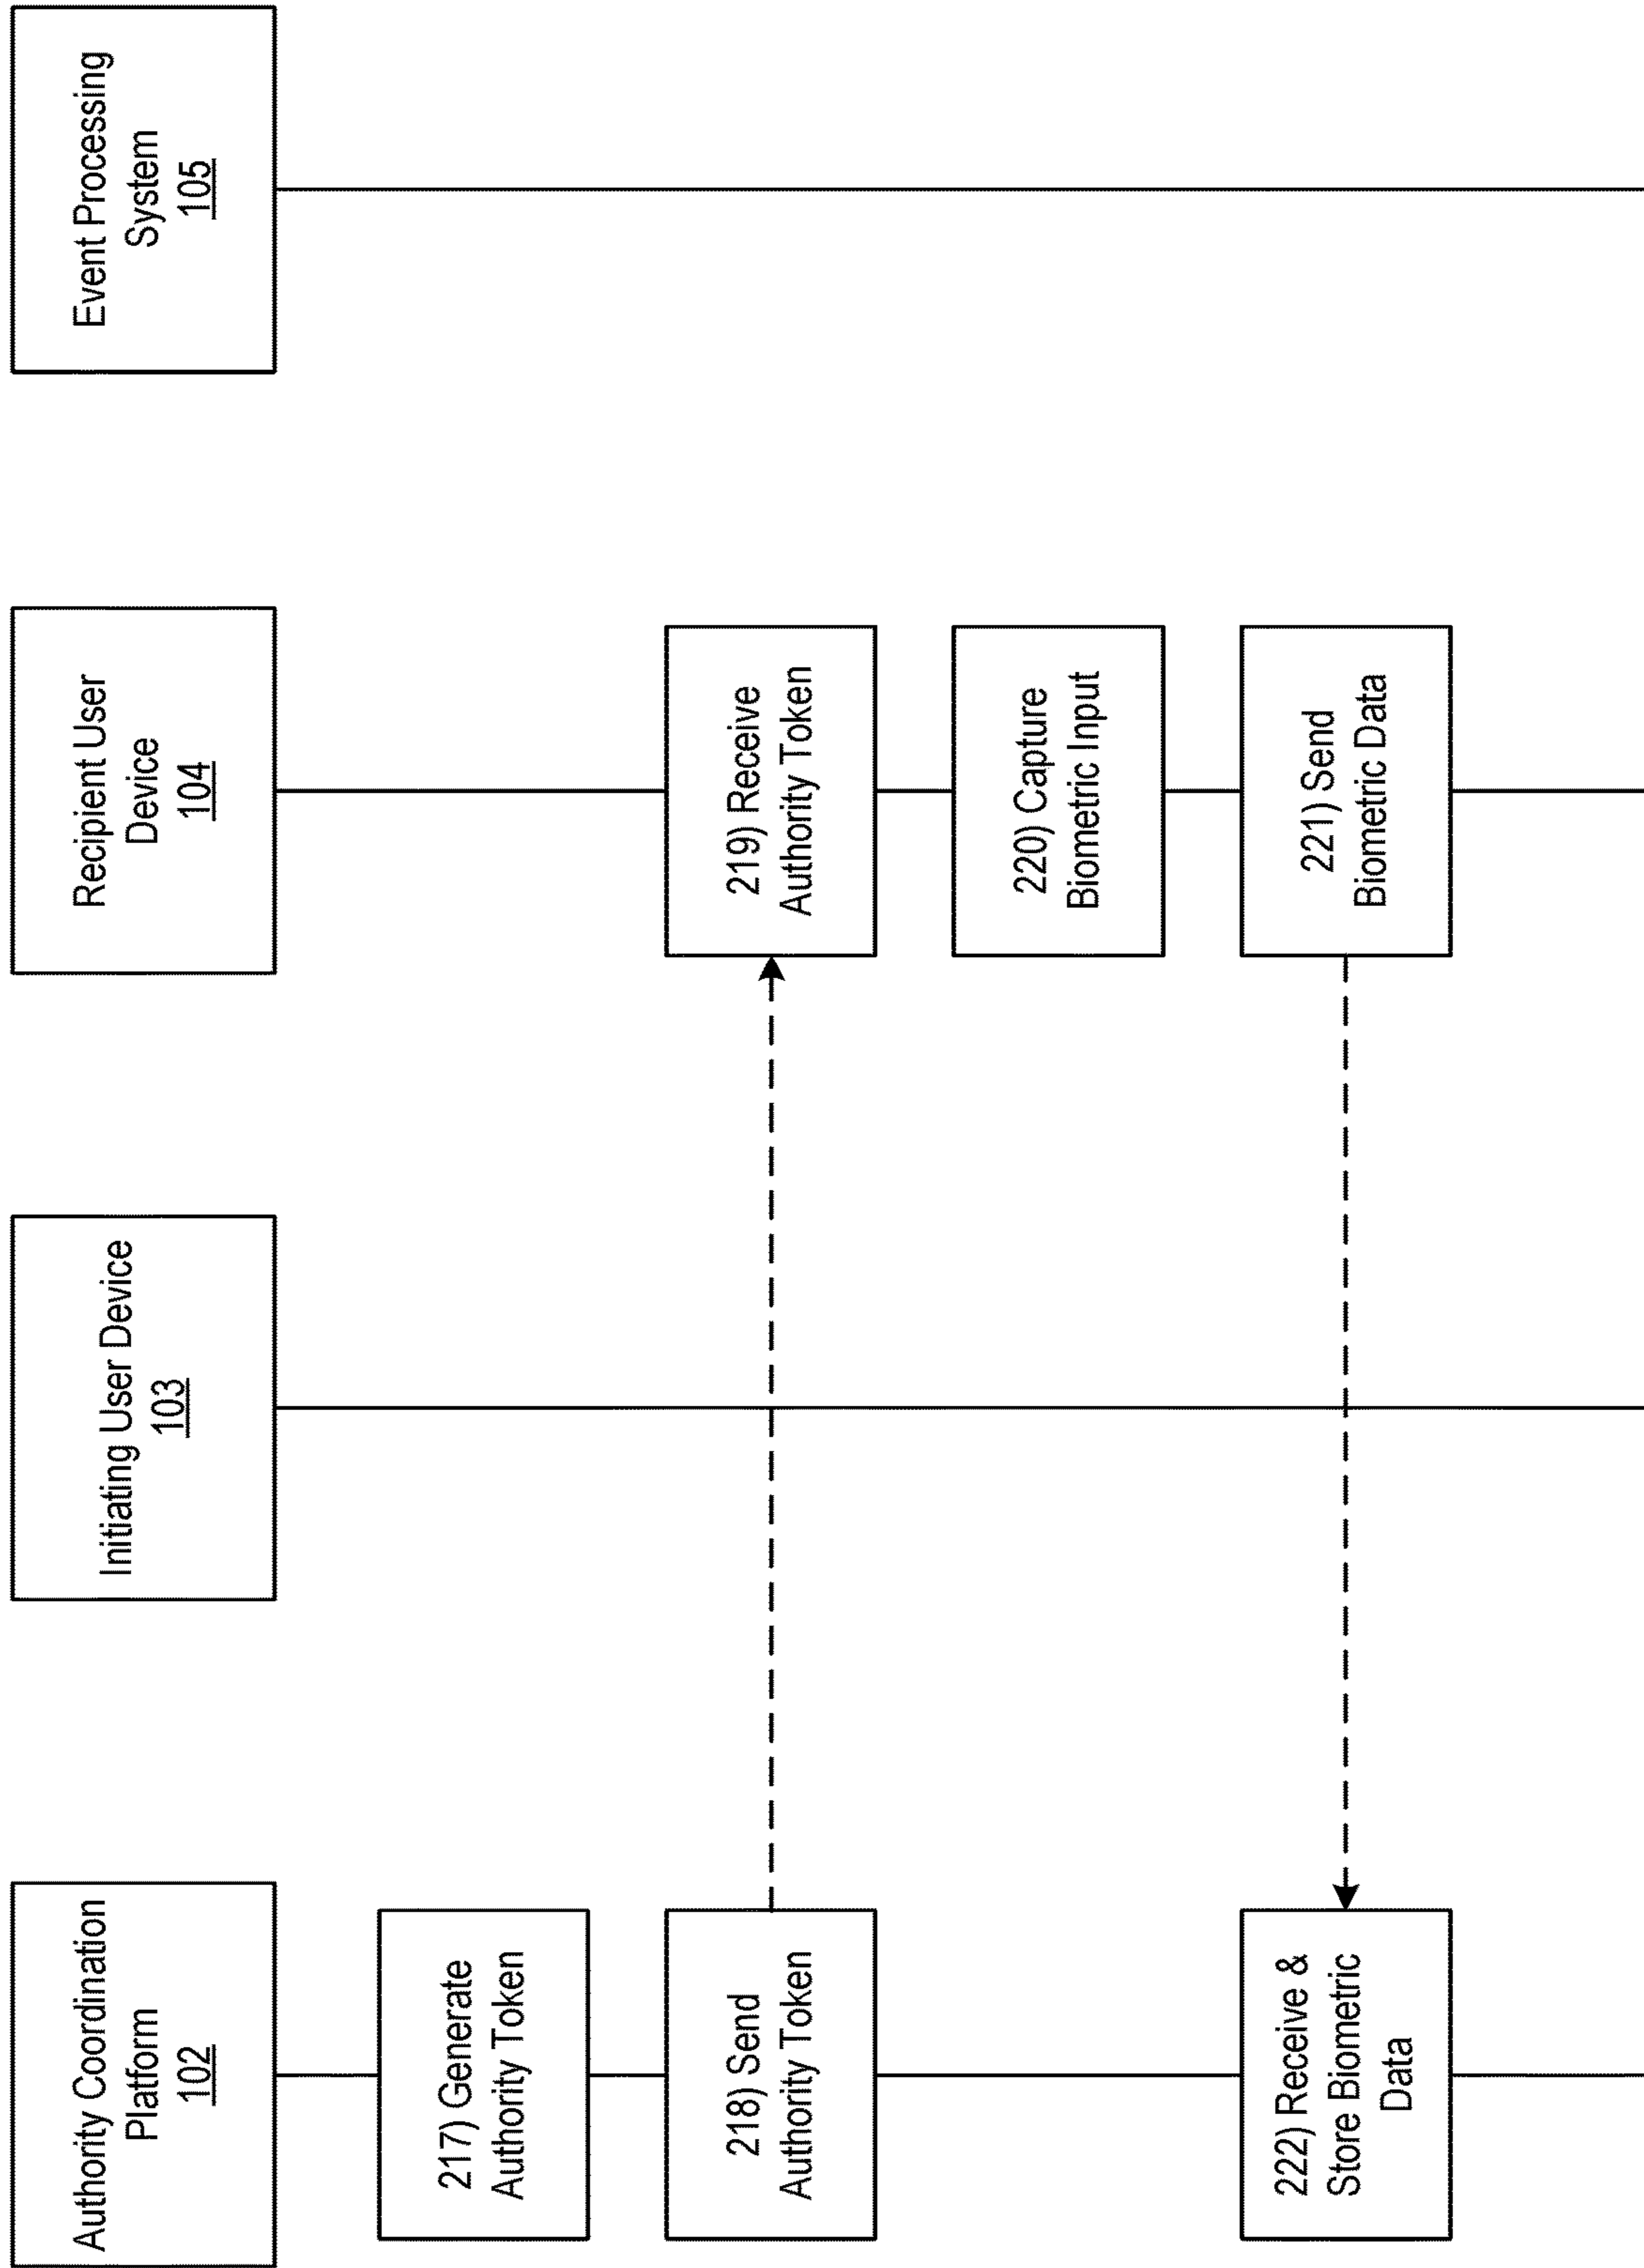 Authority Coordination
Platform
102
Initiating User Device
103
Recipient User
Device
104
Event Processing
System
105
217) Generate
Authority Token
218) Send
Authority Token
219) Receive
Authority Token
220) Capture
Biometric Input
221) Send
Biometric Data
222) Receive &
Store Biometric
Data